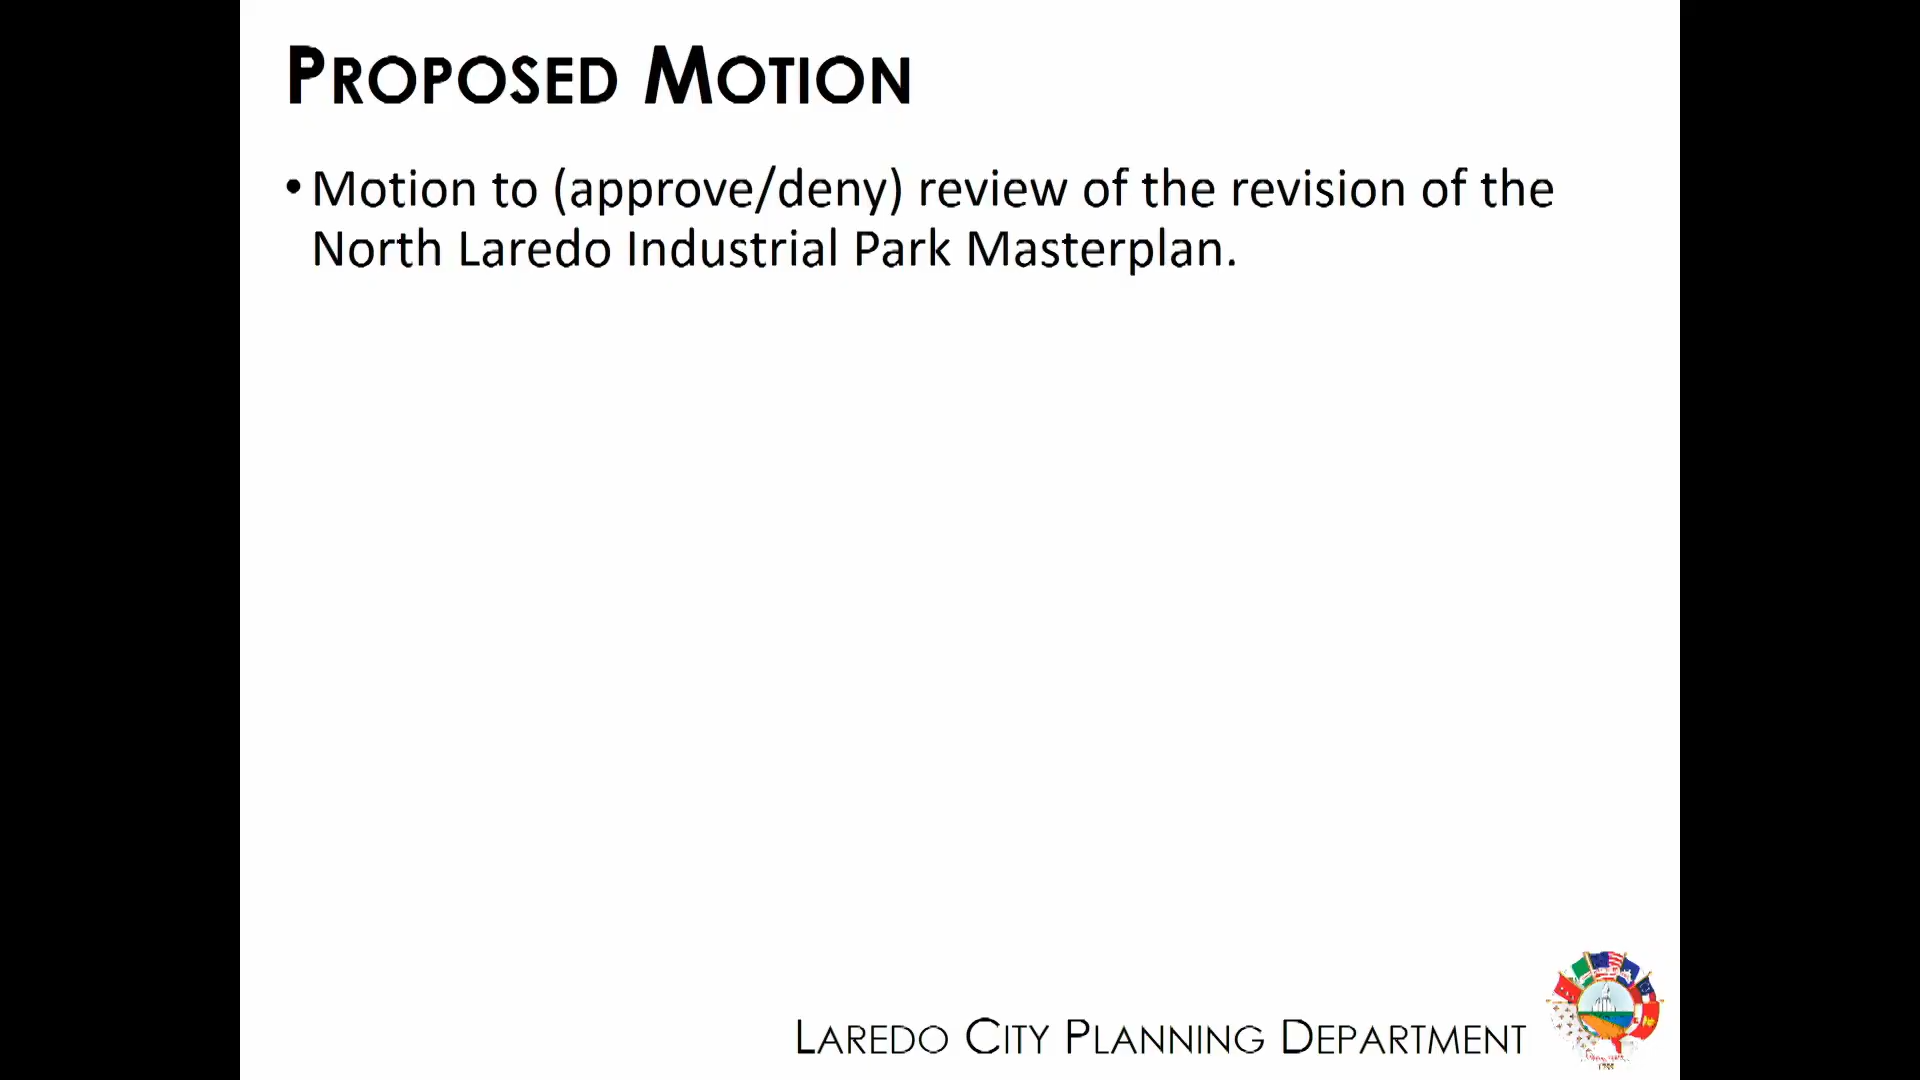 PROPOSED MOTION
• Motion to (approve/deny) review of the revision of the
North Laredo Industrial Park Masterplan.
LAREDO CITY PLANNING DEPARTMENT